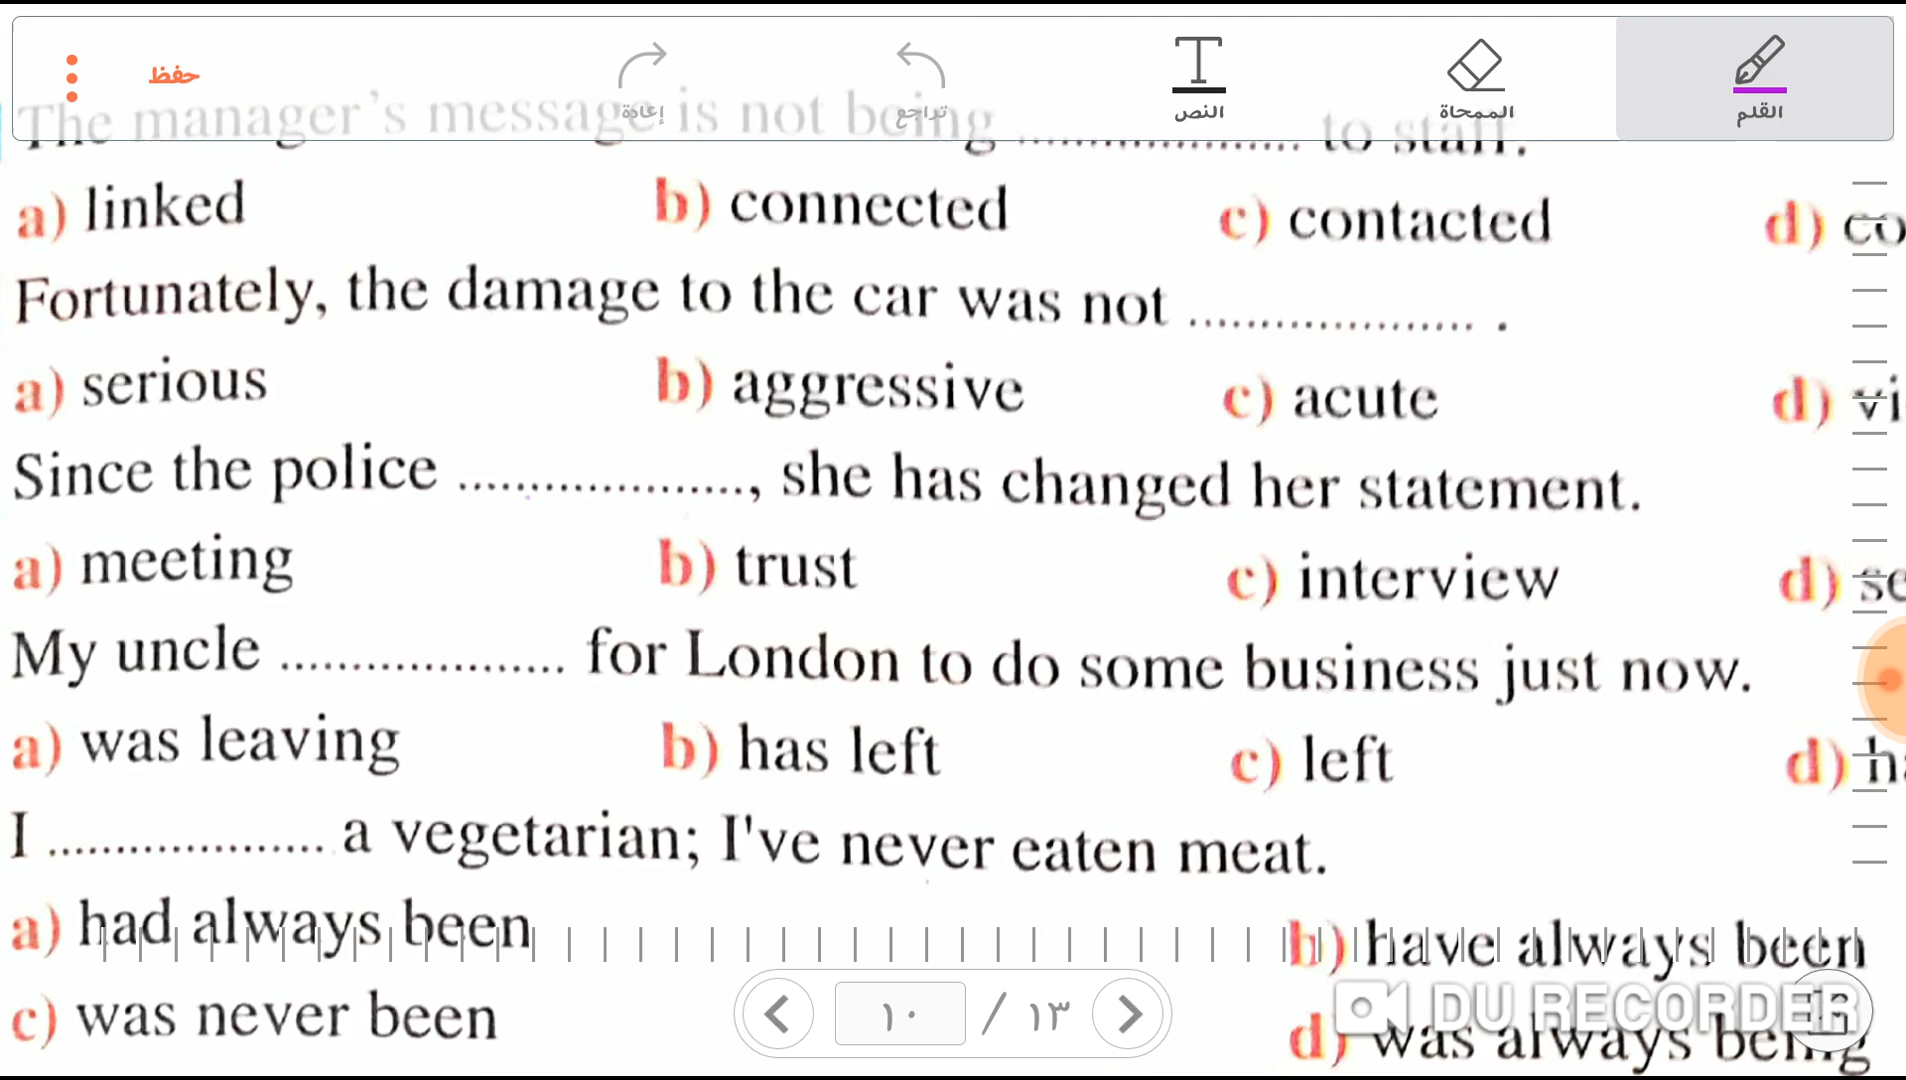 حفظ
إعادة
تراجع
النص
الممحاة
القلم
The manager's message is not being .................... to staff.
a) linked b) connected c) contacted d)
Fortunately, the damage to the car was not .................... .
a) serious b) aggressive c) acute d)
Since the police ...................., she has changed her statement.
a) meeting b) trust c) interview d)
My uncle .................... for London to do some business just now.
a) was leaving b) has left c) left d)
I .................... a vegetarian; I've never eaten meat.
a) had always been b) have always been
c) was never been d) was always being
١٠ / ١٣
DU RECORDER